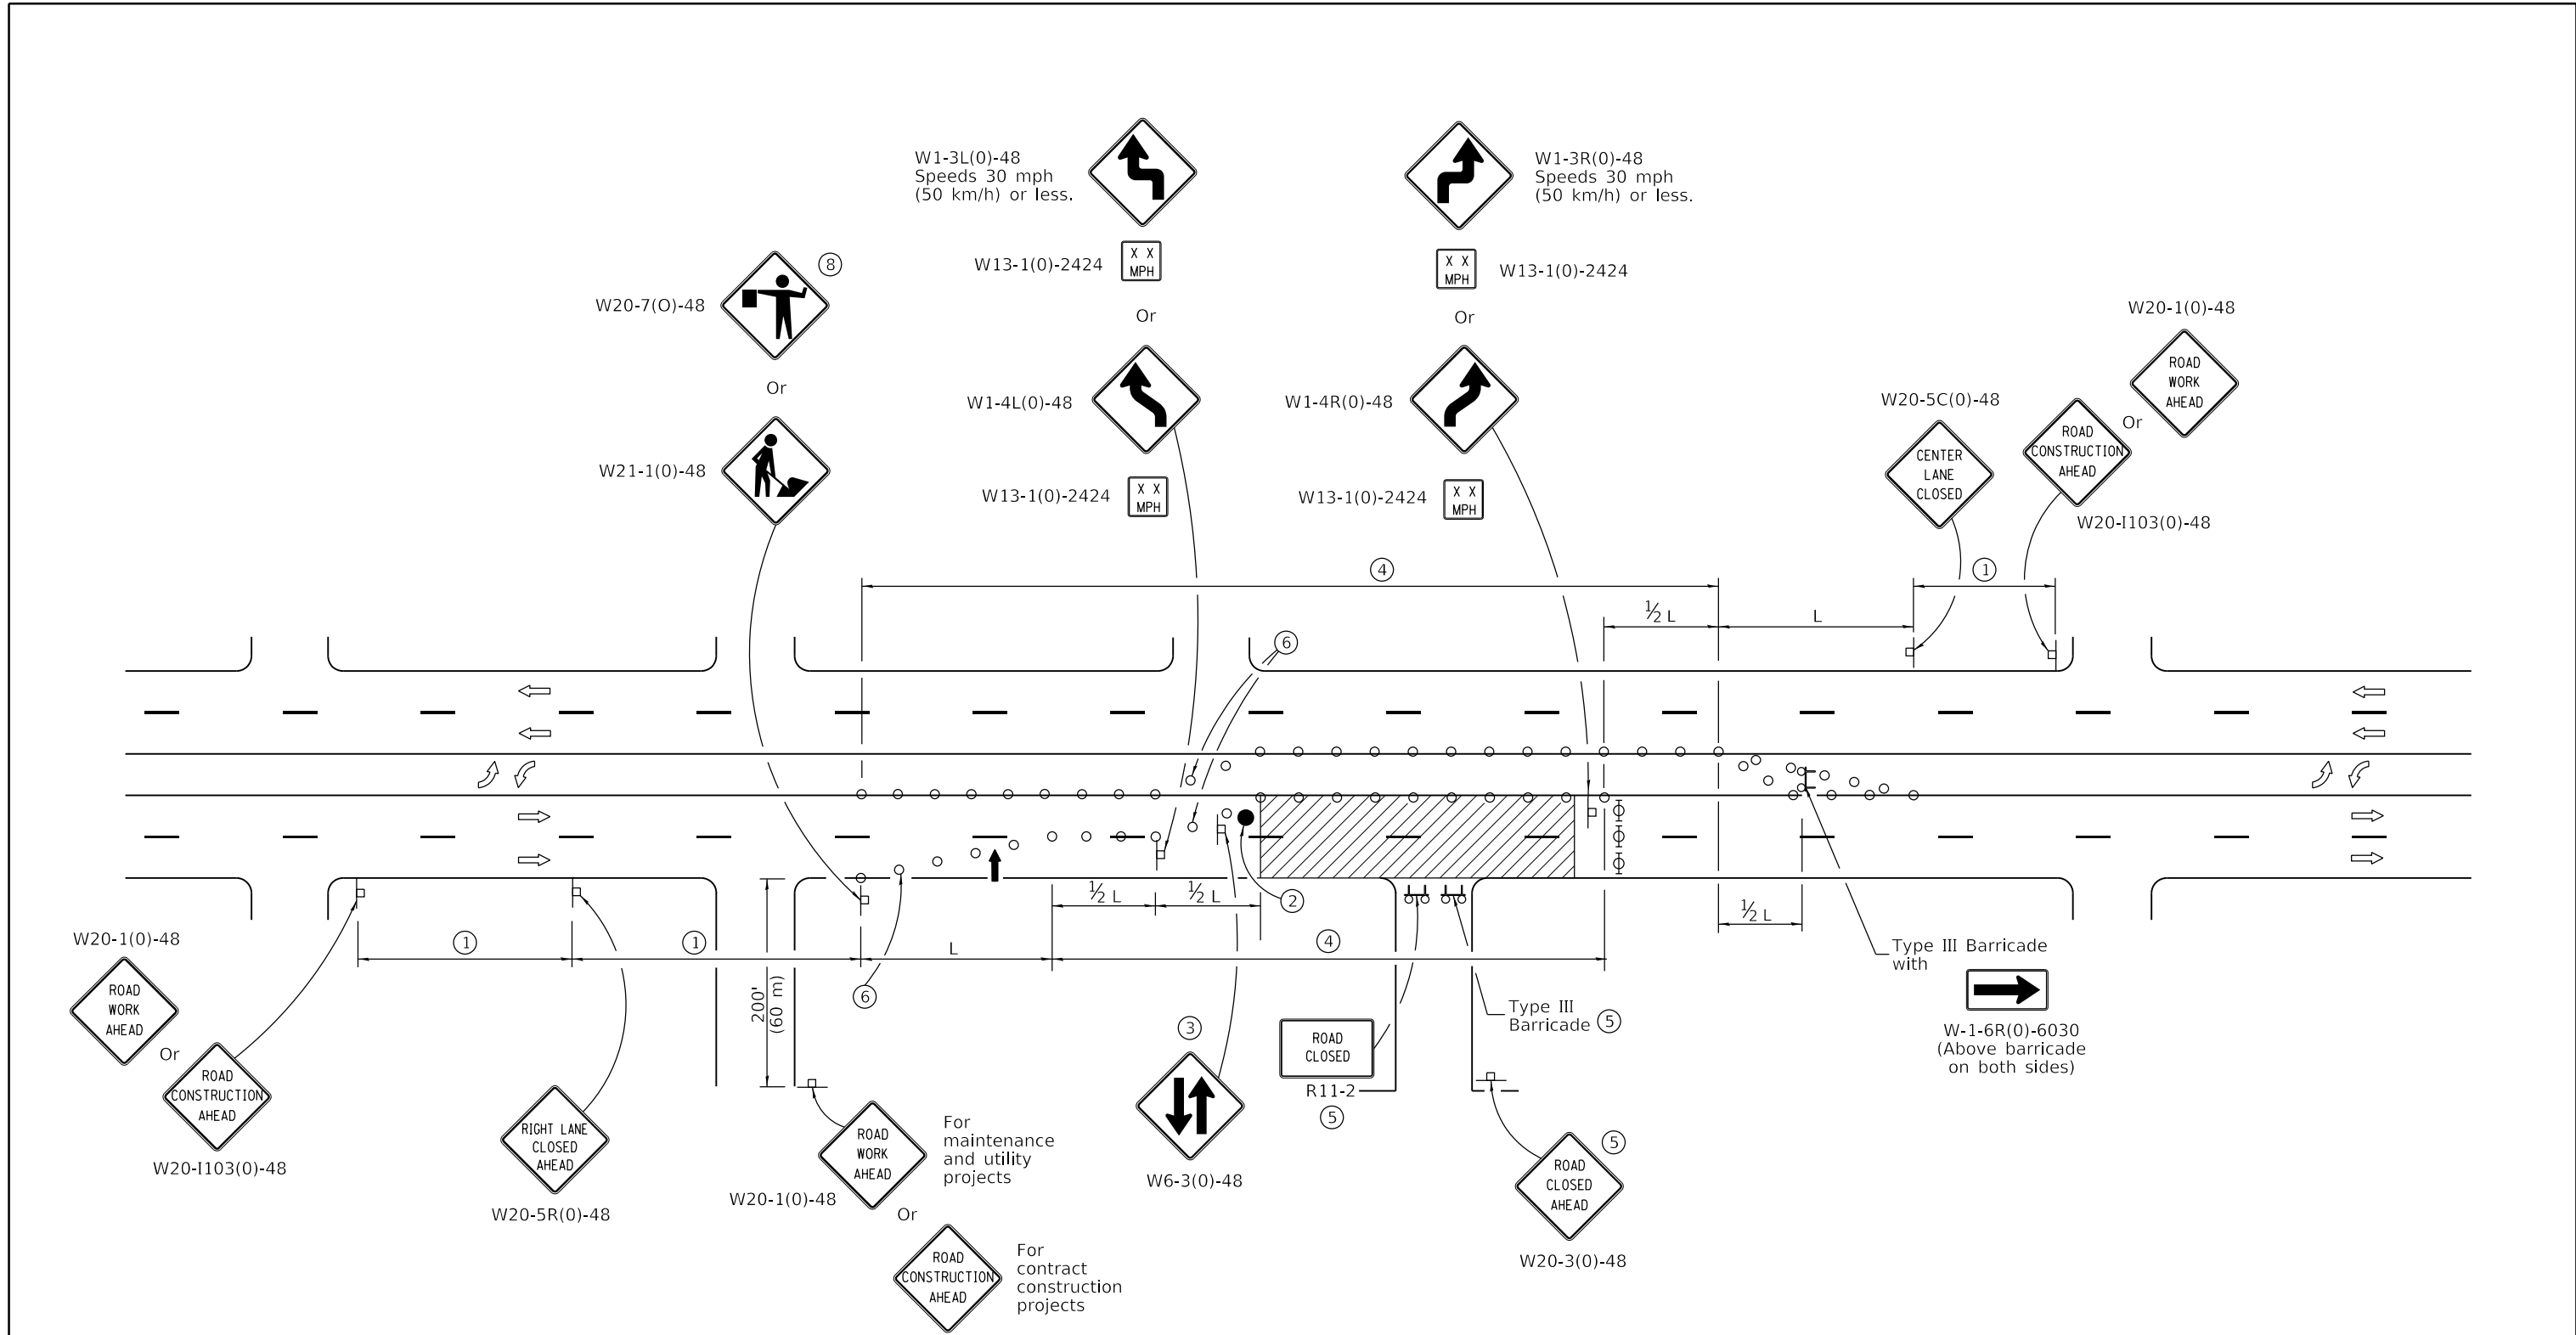 W1-3L(0)-48
Speeds 30 mph
(50 km/h) or less.
W13-1(0)-2424
X X
MPH
Or
W1-4L(0)-48
W13-1(0)-2424
X X
MPH
W1-3R(0)-48
Speeds 30 mph
(50 km/h) or less.
X X
MPH
W13-1(0)-2424
Or
W1-4R(0)-48
W13-1(0)-2424
X X
MPH
8
W20-7(O)-48
Or
W21-1(0)-48
W20-1(0)-48
ROAD
WORK
AHEAD
Or
W20-5C(0)-48
CENTER
LANE
CLOSED
ROAD
CONSTRUCTION
AHEAD
W20-I103(0)-48
4
1
½ L
L
6
½ L
½ L
2
½ L
1
1
L
4
6
200'
(60 m)
W20-1(0)-48
ROAD
WORK
AHEAD
Or
ROAD
CONSTRUCTION
AHEAD
W20-I103(0)-48
RIGHT LANE
CLOSED
AHEAD
W20-5R(0)-48
ROAD
WORK
AHEAD
W20-1(0)-48
For
maintenance
and utility
projects
Or
ROAD
CONSTRUCTION
AHEAD
For
contract
construction
projects
3
W6-3(0)-48
ROAD
CLOSED
R11-2
5
Type III
Barricade 5
5
ROAD
CLOSED
AHEAD
W20-3(0)-48
Type III Barricade
with
W-1-6R(0)-6030
(Above barricade
on both sides)